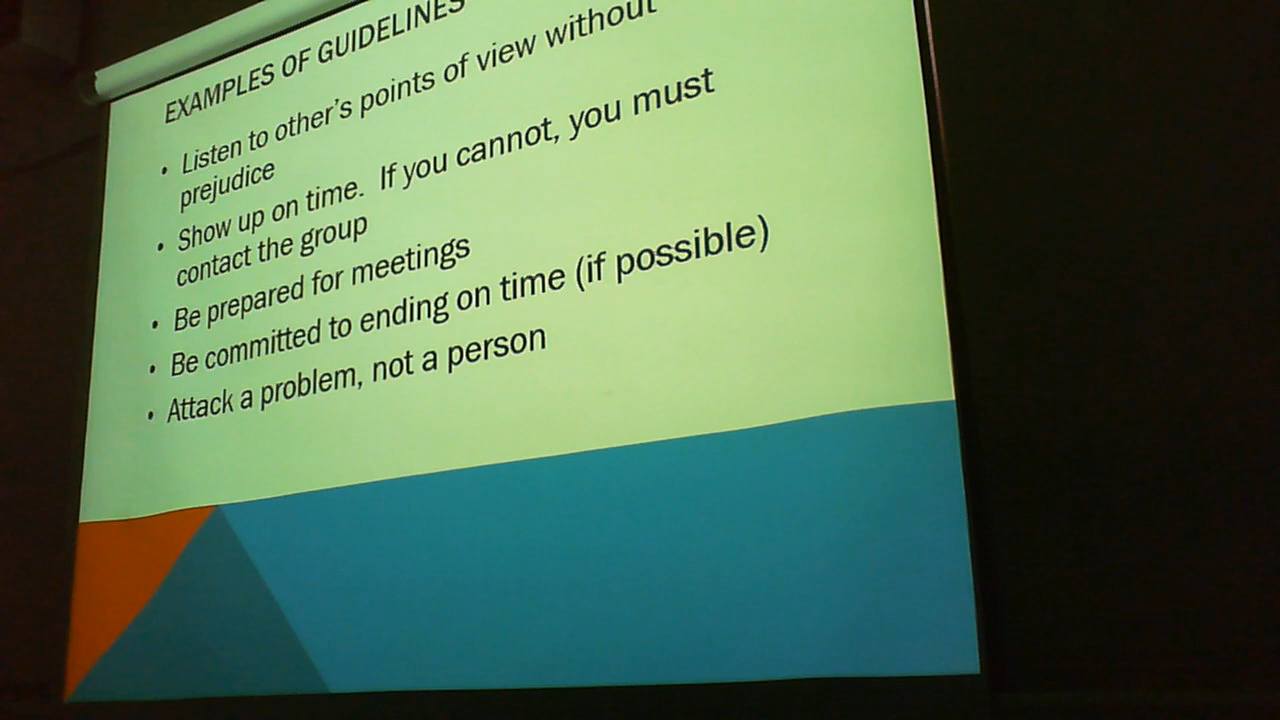 EXAMPLES OF GUIDELINES
• Listen to other's points of view without
prejudice
• Show up on time. If you cannot, you must
contact the group
• Be prepared for meetings
• Be committed to ending on time (if possible)
• Attack a problem, not a person